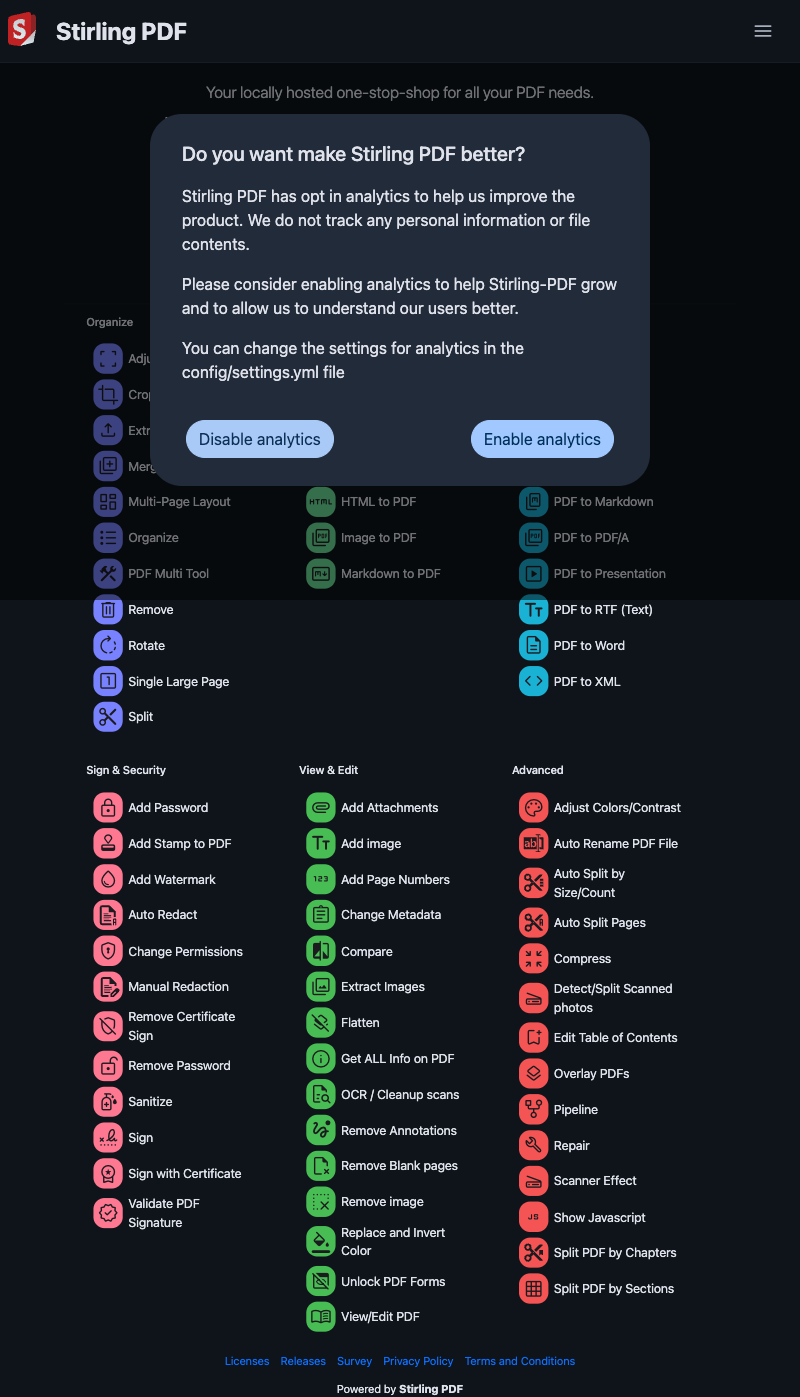 Stirling PDF
Your locally hosted one-stop-shop for all your PDF needs.
Do you want make Stirling PDF better?
Stirling PDF has opt in analytics to help us improve the
product. We do not track any personal information or file
contents.
Please consider enabling analytics to help Stirling-PDF grow
and to allow us to understand our users better.
You can change the settings for analytics in the
config/settings.yml file
Disable analytics
Enable analytics
Organize
Multi-Page Layout
Organize
PDF Multi Tool
Remove
Rotate
Single Large Page
Split
HTML
HTML to PDF
Image to PDF
Markdown to PDF
PDF to Markdown
PDF to PDF/A
PDF to Presentation
PDF to RTF (Text)
PDF to Word
PDF to XML
Sign & Security
Add Password
Add Stamp to PDF
Add Watermark
Auto Redact
Change Permissions
Manual Redaction
Remove Certificate
Sign
Remove Password
Sanitize
Sign
Sign with Certificate
Validate PDF
Signature
View & Edit
Add Attachments
Add image
123
Add Page Numbers
Change Metadata
Compare
Extract Images
Flatten
Get ALL Info on PDF
OCR / Cleanup scans
Remove Annotations
Remove Blank pages
Remove image
Replace and Invert
Color
Unlock PDF Forms
View/Edit PDF
Advanced
Adjust Colors/Contrast
Auto Rename PDF File
Auto Split by
Size/Count
Auto Split Pages
Compress
Detect/Split Scanned
photos
Edit Table of Contents
Overlay PDFs
Pipeline
Repair
Scanner Effect
JS
Show Javascript
Split PDF by Chapters
Split PDF by Sections
Licenses Releases Survey Privacy Policy Terms and Conditions
Powered by Stirling PDF